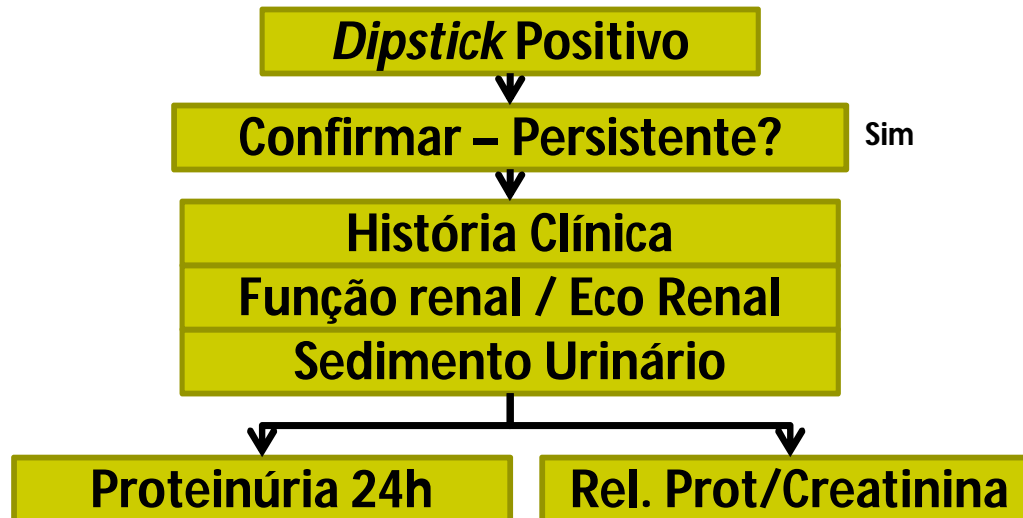 Dipstick Positivo
Confirmar – Persistente?
Sim
História Clínica
Função renal / Eco Renal
Sedimento Urinário
Proteinúria 24h
Rel. Prot/Creatinina